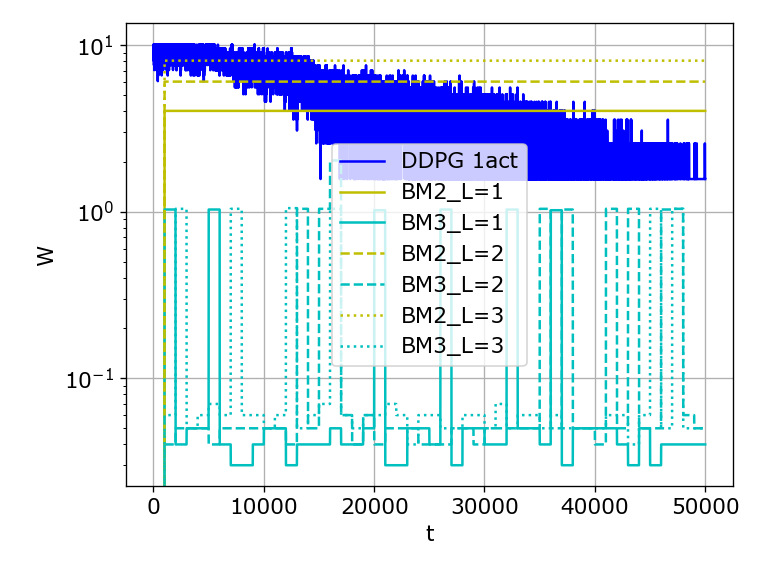 10¹
10⁰
10⁻¹
W
DDPG 1act
BM2_L=1
BM3_L=1
BM2_L=2
BM3_L=2
BM2_L=3
BM3_L=3
0 10000 20000 30000 40000 50000
t